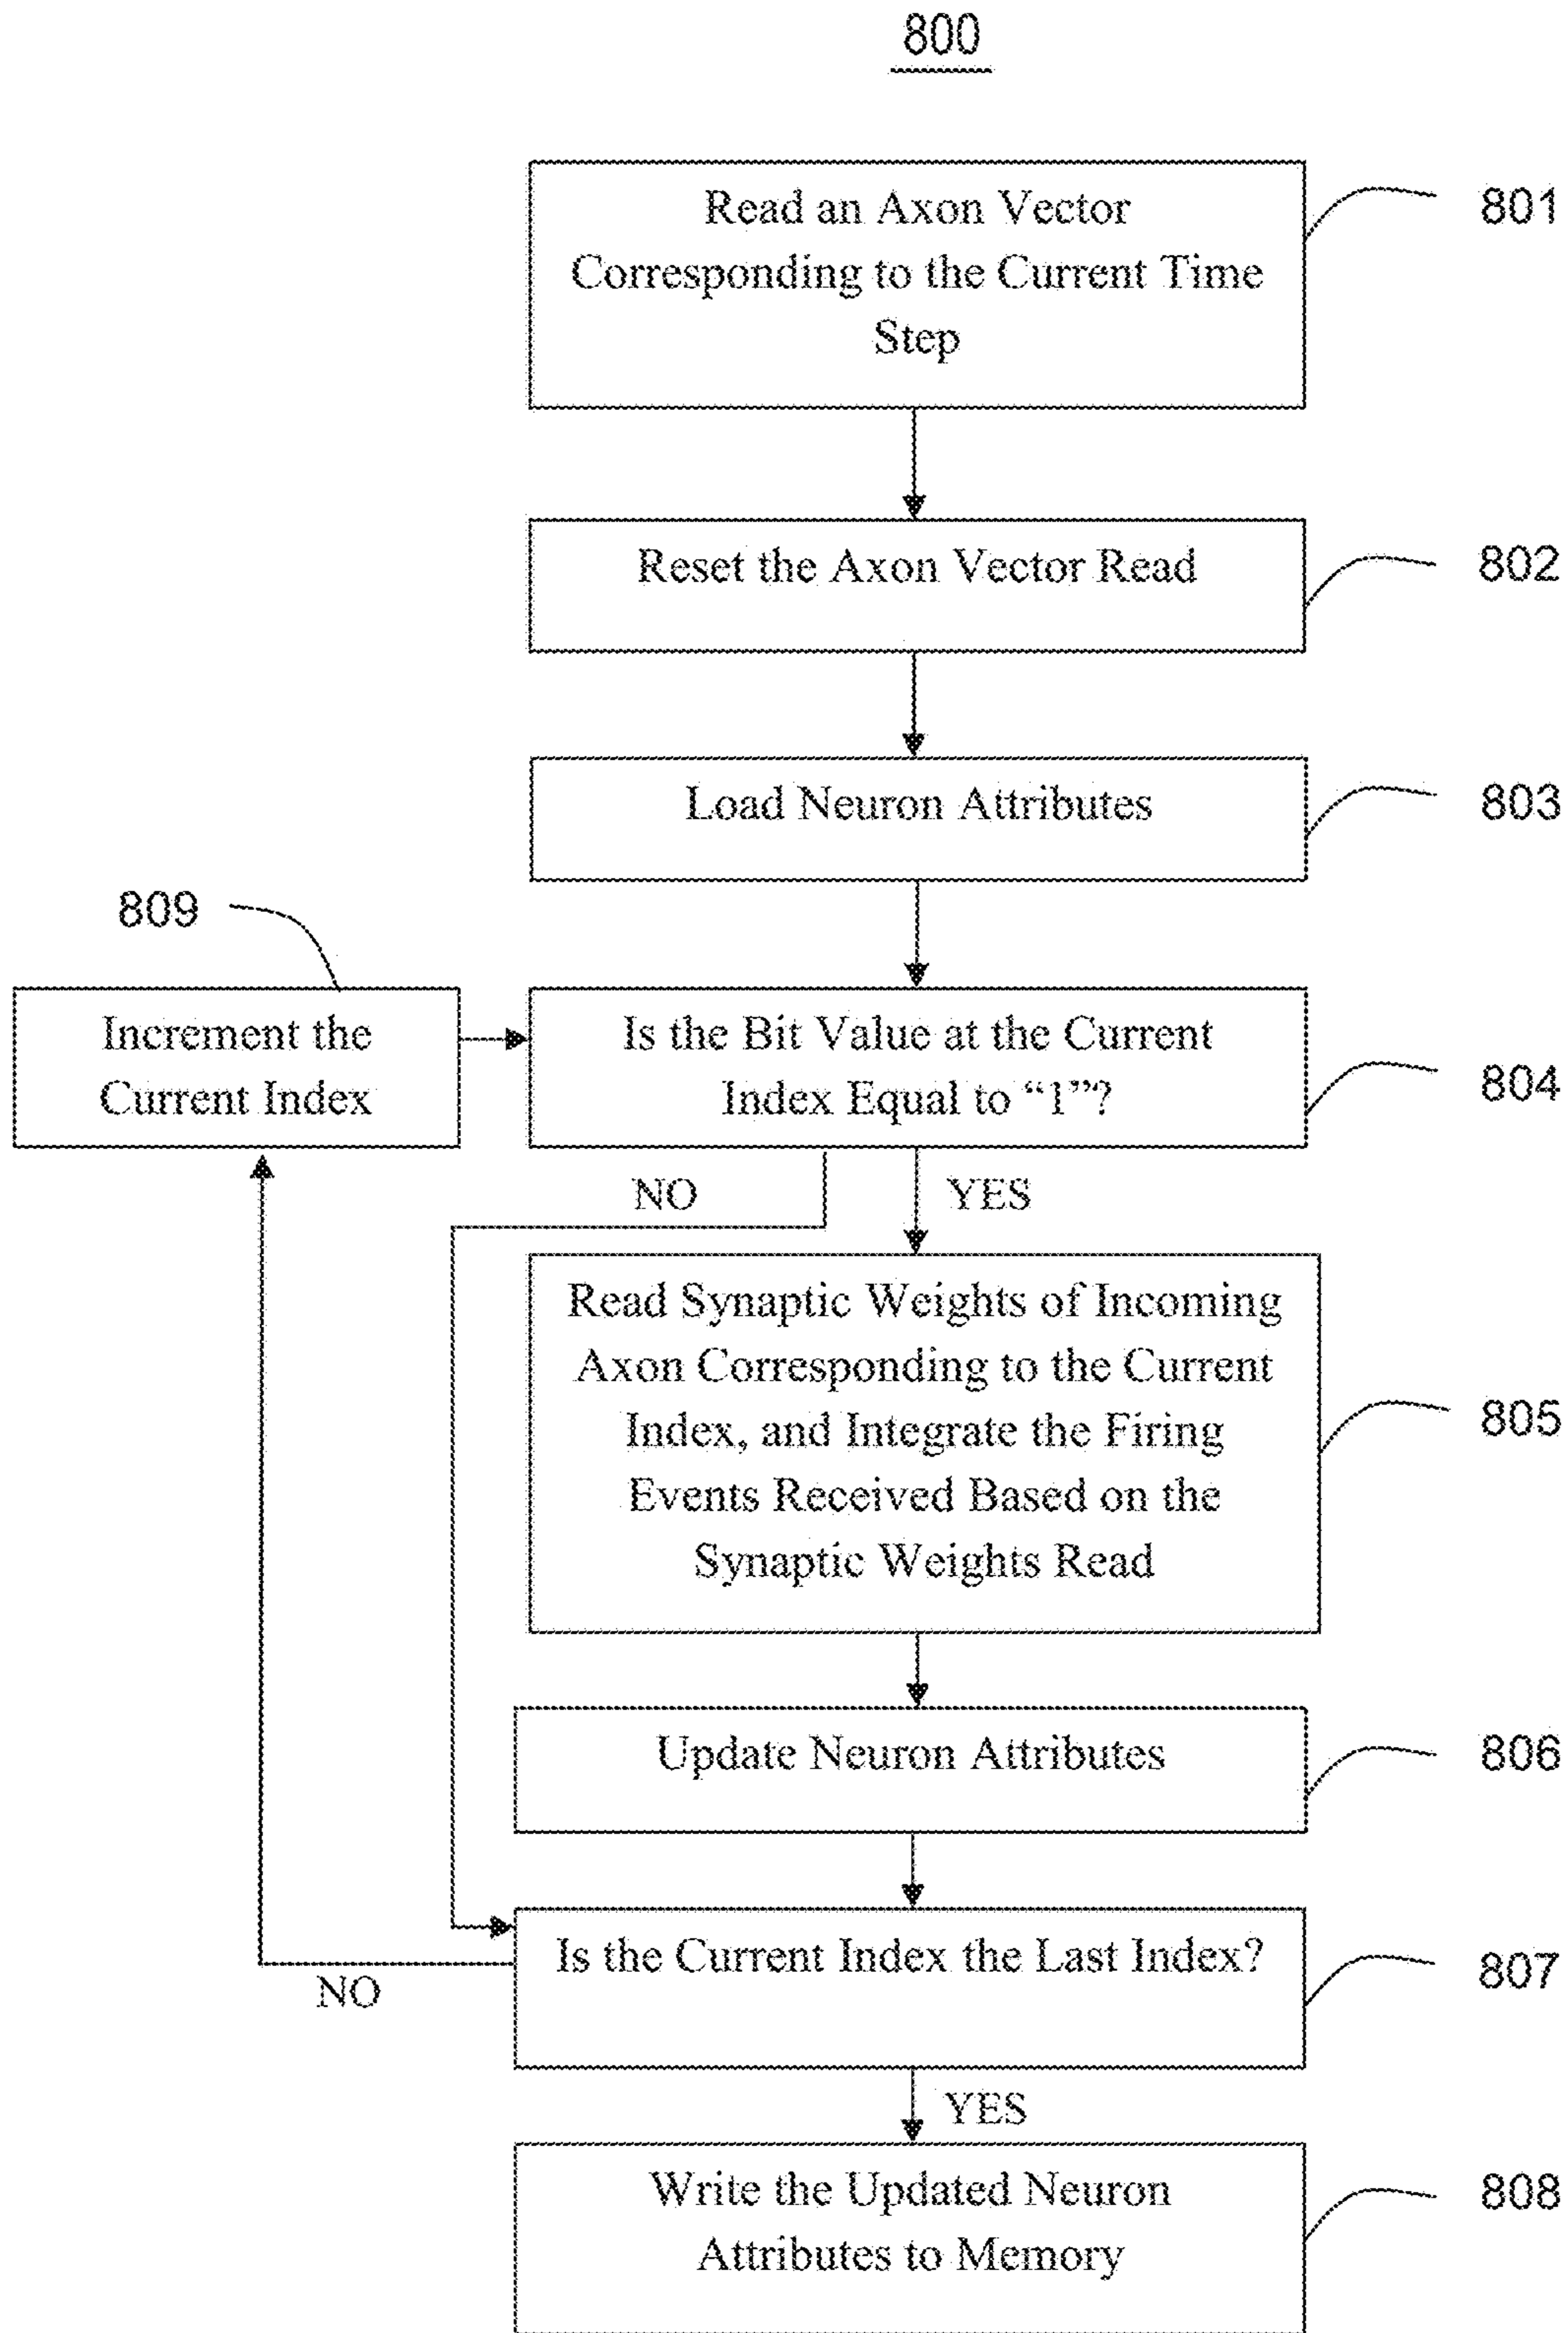 800
Read an Axon Vector
Corresponding to the Current Time
Step
801
Reset the Axon Vector Read
802
Load Neuron Attributes
803
809
Increment the
Current Index
Is the Bit Value at the Current
Index Equal to “1”?
804
NO
YES
Read Synaptic Weights of Incoming
Axon Corresponding to the Current
Index, and Integrate the Firing
Events Received Based on the
Synaptic Weights Read
805
Update Neuron Attributes
806
Is the Current Index the Last Index?
807
NO
YES
Write the Updated Neuron
Attributes to Memory
808